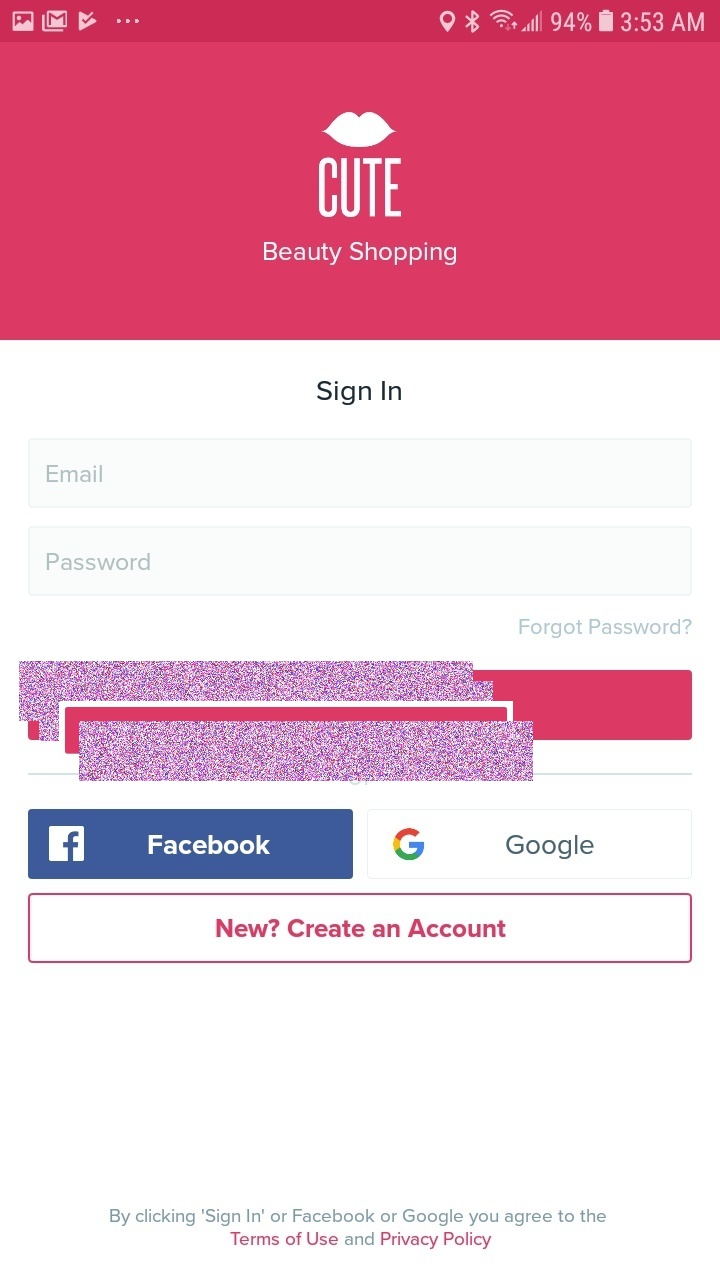 94% 3:53 AM
CUTE
Beauty Shopping
Sign In
Email
Password
Forgot Password?
Facebook
Google
New? Create an Account
By clicking 'Sign In' or Facebook or Google you agree to the
Terms of Use and Privacy Policy